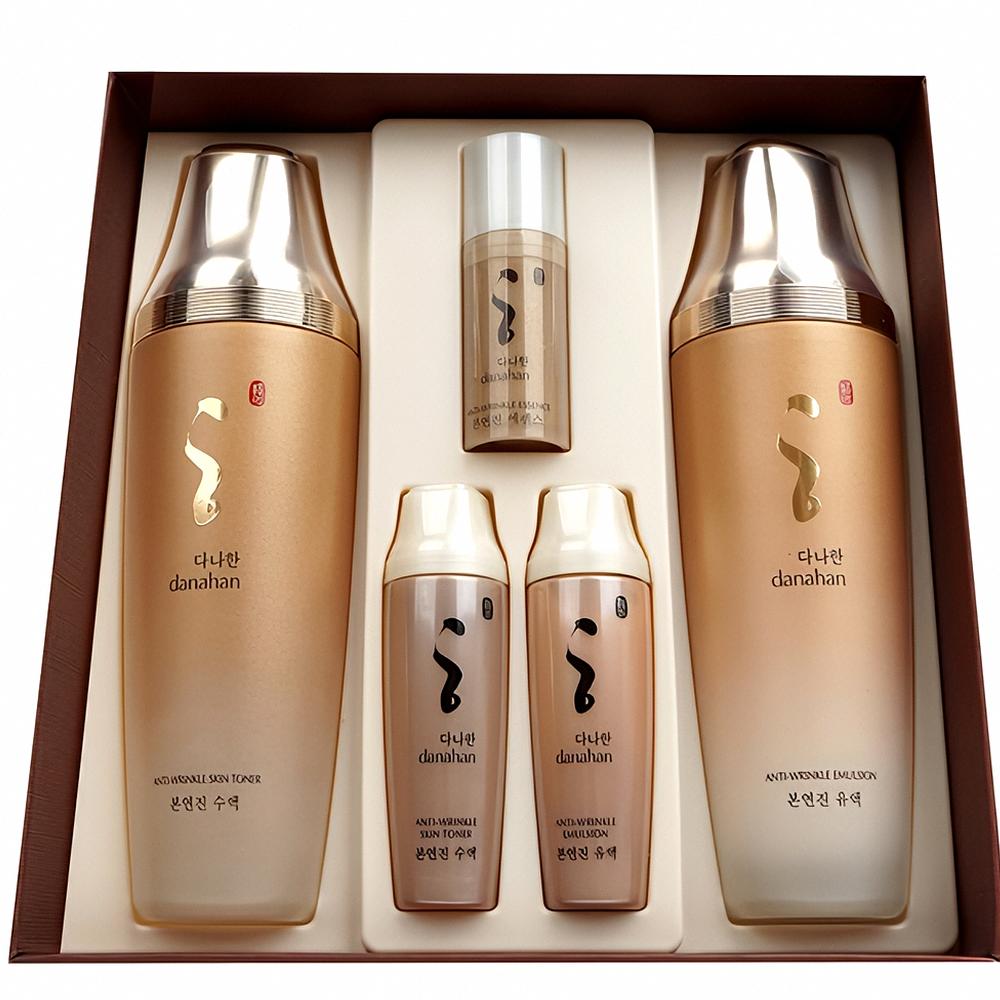 다나한
danahan
ANTI-WRINKLE SKIN TONER
본연진 수액
다나한
danahan
ANTI-WRINKLE ESSENCE
본연진 에센스
다나한
danahan
ANTI-WRINKLE
SKIN TONER
본연진 수액
다나한
danahan
ANTI-WRINKLE
EMULSION
본연진 유액
다나한
danahan
ANTI-WRINKLE EMULSION
본연진 유액